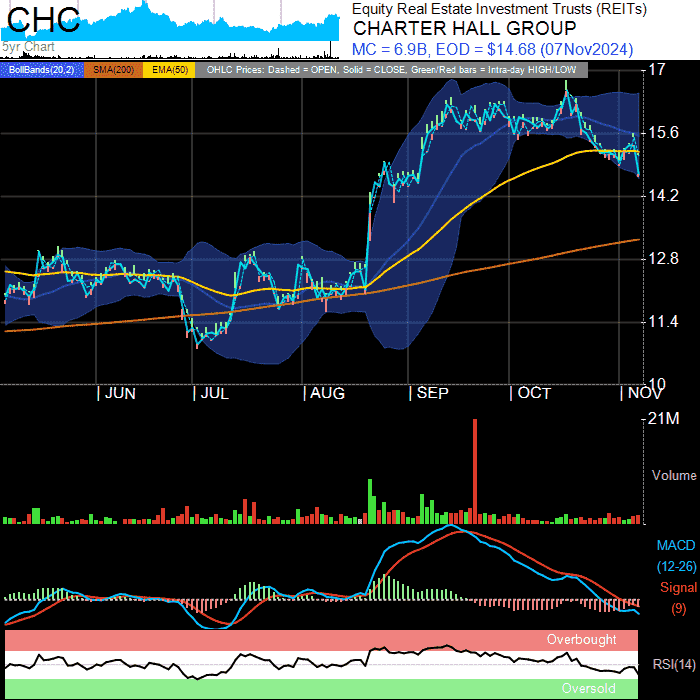 CHC
5yr Chart
Equity Real Estate Investment Trusts (REITs)
CHARTER HALL GROUP
MC = 6.9B, EOD = $14.68 (07Nov2024)
BollBands(20,2) SMA(200) EMA(50) OHLC Prices: Dashed = OPEN, Solid = CLOSE, Green/Red bars = Intra-day HIGH/LOW
17
15.6
14.2
12.8
11.4
10
JUN JUL AUG SEP OCT NOV
21M
Volume
MACD
(12-26)
Signal
(9)
Overbought
RSI(14)
Oversold